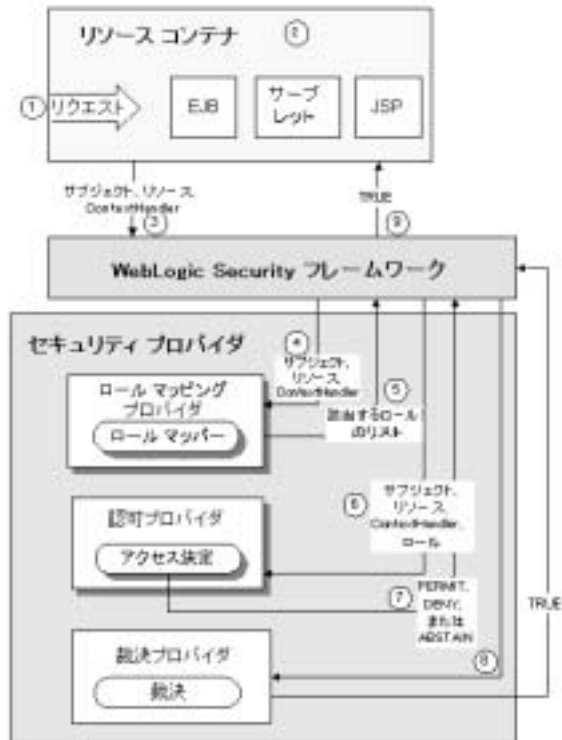 リソース コンテナ
②
①
リクエスト
EJB
サーブ
レット
JSP
サブジェクト、リソース、
ContextHandler
③
TRUE
⑨
WebLogic Security フレームワーク
セキュリティ プロバイダ
④
サブジェクト、
リソース、
ContextHandler
⑤
該当するロール
のリスト
ロール マッピング
プロバイダ
ロール マッパー
⑥
サブジェクト、
リソース、
ContextHandler、
ロール
認可プロバイダ
アクセス決定
⑦
PERMIT、
DENY、
または
ABSTAIN
TRUE
⑧
裁決プロバイダ
裁決